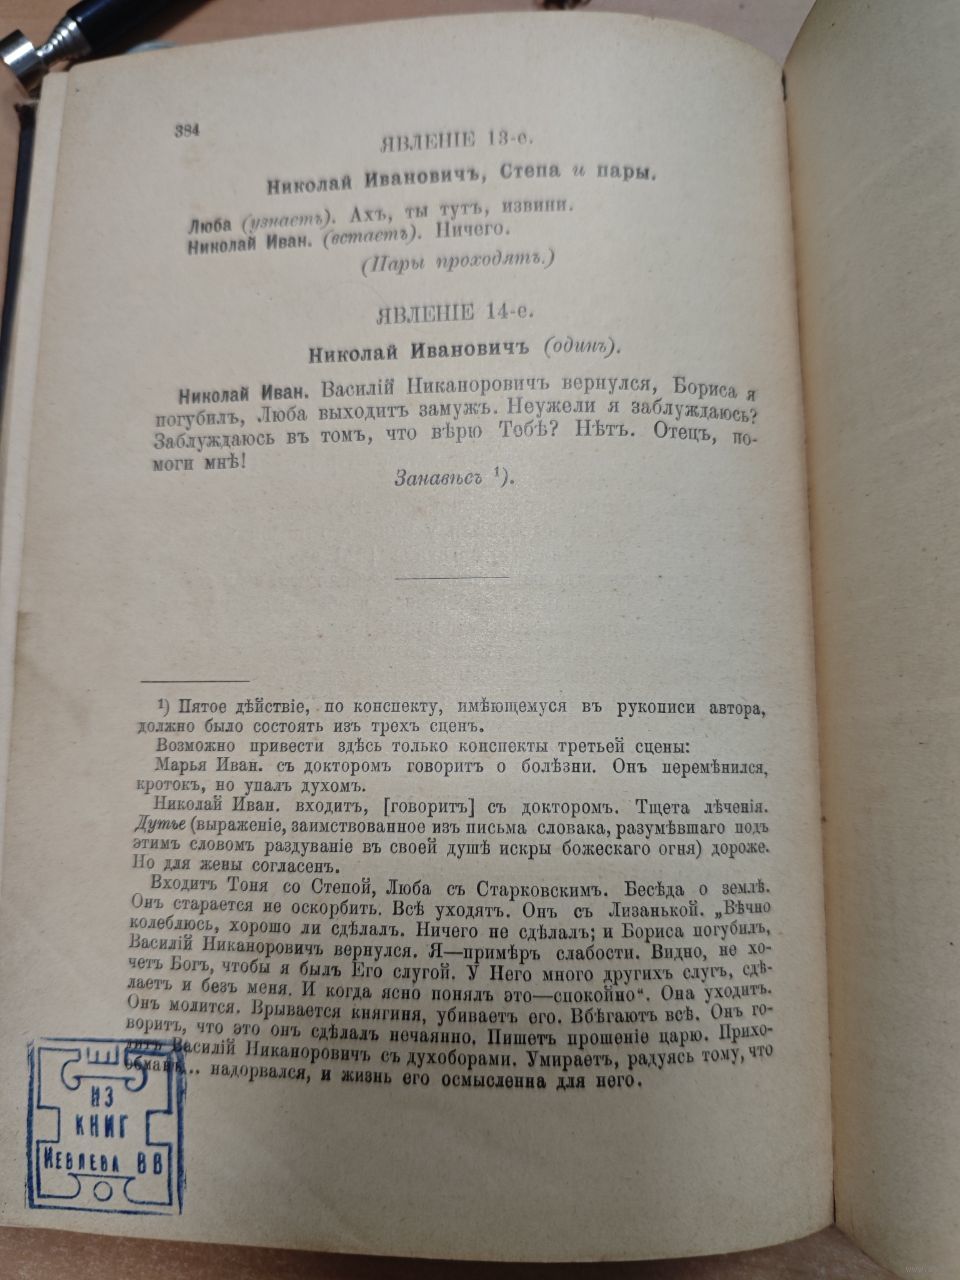 384
ЯВЛЕНІЕ 13-е.
Николай Ивановичъ, Степа и пары.
Люба (узнаетъ). Ахъ, ты тутъ, извини.
Николай Иван. (встаетъ). Ничего.
(Пары проходятъ.)
ЯВЛЕНІЕ 14-е.
Николай Ивановичъ (одинъ).
Николай Иван. Василій Никаноровичъ вернулся, Бориса я
погубилъ, Люба выходитъ замужъ. Неужели я заблуждаюсь?
Заблуждаюсь въ томъ, что вѣрю Тобѣ? Нѣтъ. Отецъ, по-
моги мнѣ!
Занавѣсъ ¹).
¹) Пятое дѣйствіе, по конспекту, имѣющемуся въ рукописи автора,
должно было состоять изъ трехъ сценъ.
Возможно привести здѣсь только конспекты третьей сцены:
Марья Иван. съ докторомъ говоритъ о болѣзни. Онъ перемѣнился,
кротокъ, но упалъ духомъ.
Николай Иван. входитъ, [говоритъ] съ докторомъ. Тщета лѣченія.
Дутье (выраженіе, заимствованное изъ письма словака, разумѣвшаго подъ
этимъ словомъ раздуваніе въ своей душѣ искры божескаго огня) дороже.
Но для жены согласенъ.
Входитъ Тоня со Степой, Люба съ Старковскимъ. Бесѣда о землѣ.
Онъ старается не оскорбить. Всѣ уходятъ. Онъ съ Лизанькой. „Вѣчно
колеблюсь, хорошо ли сдѣлалъ. Ничего не сдѣлалъ; и Бориса погубилъ,
Василій Никаноровичъ вернулся. Я—примѣръ слабости. Видно, не хо-
четъ Богъ, чтобы я былъ Его слугой. У Него много другихъ слугъ, сдѣ-
лаетъ и безъ меня. И когда ясно понялъ это—спокойно“. Она уходитъ.
Онъ молится. Врывается княгиня, убиваетъ его. Вбѣгаютъ всѣ. Онъ го-
воритъ, что это онъ сдѣлалъ нечаянно. Пишетъ прошеніе царю. Прихо-
дитъ Василій Никаноровичъ съ духоборами. Умираетъ, радуясь тому, что
обманъ... надорвался, и жизнь его осмысленна для него.
ИЗ
КНИГ
ИЕВЛЕВА ВВ